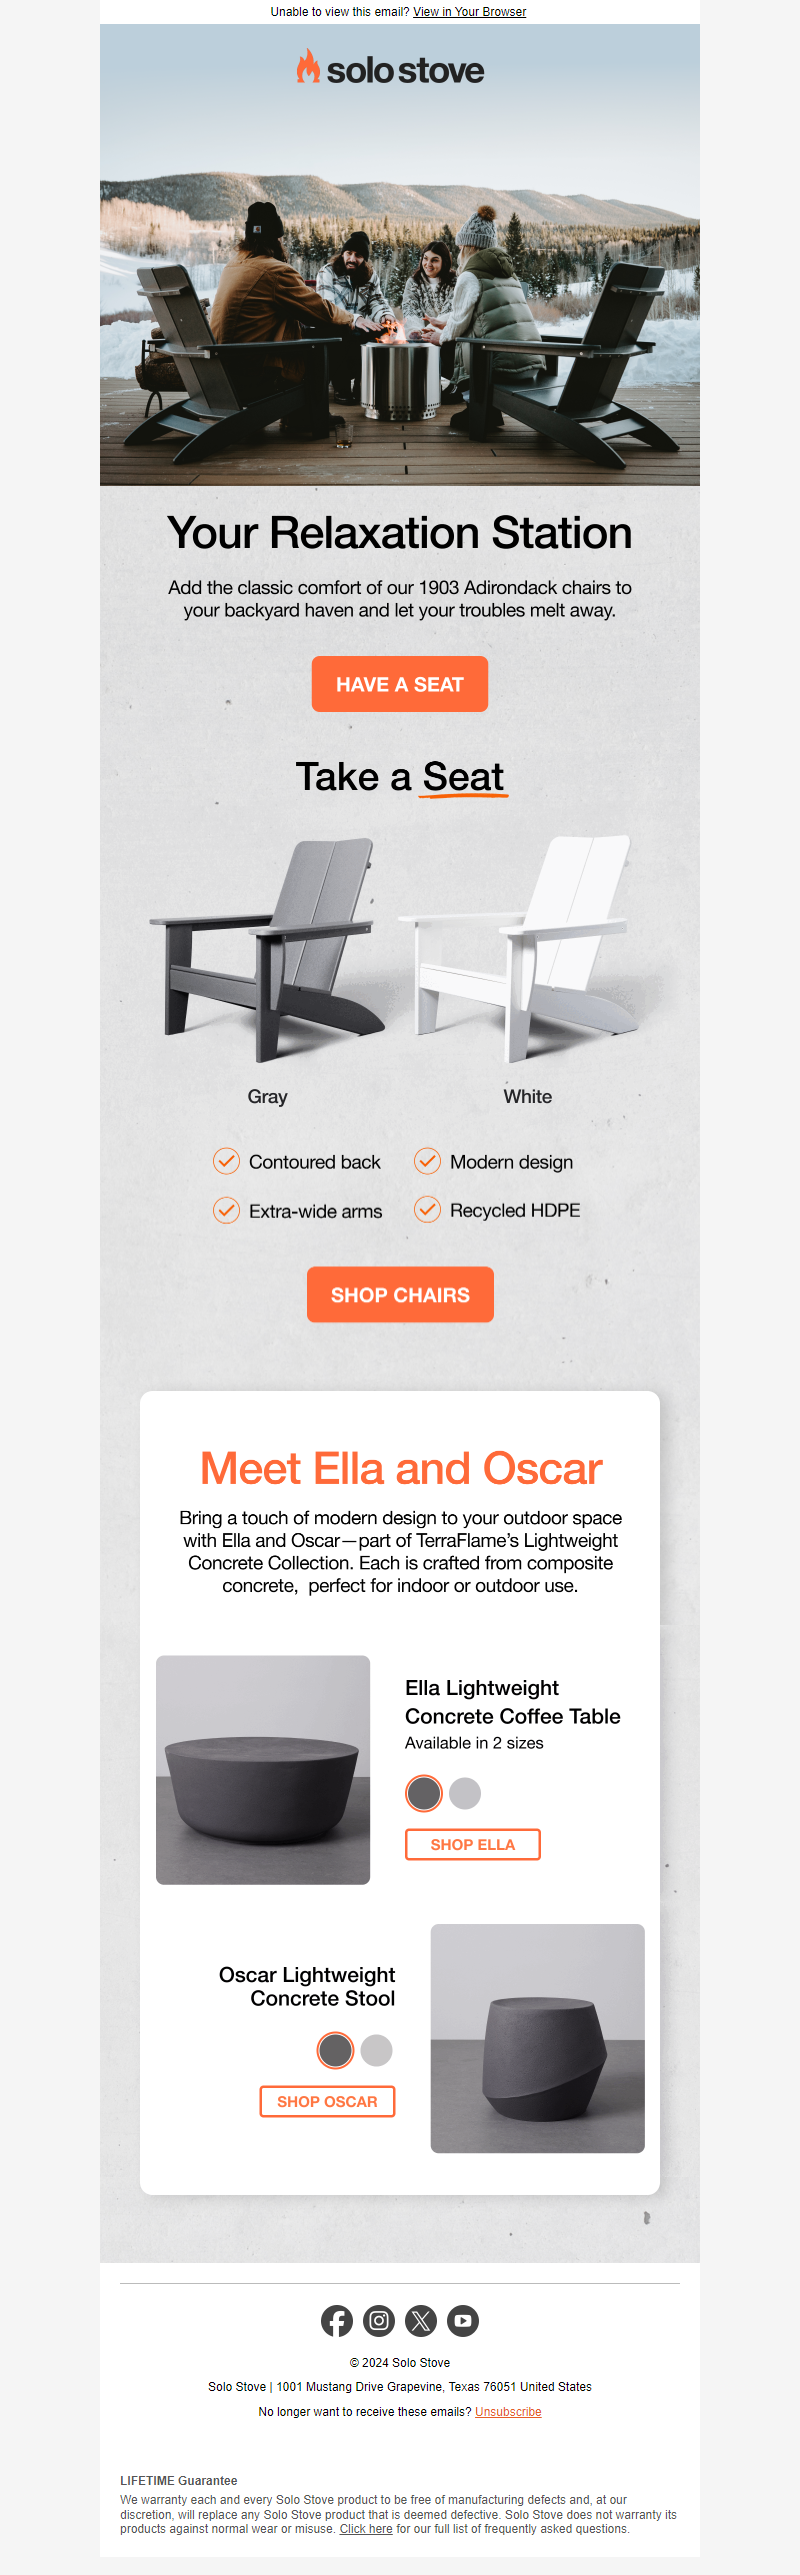 Unable to view this email? View in Your Browser
solo stove
Your Relaxation Station
Add the classic comfort of our 1903 Adirondack chairs to
your backyard haven and let your troubles melt away.
HAVE A SEAT
Take a Seat
Gray
White
Contoured back
Modern design
Extra-wide arms
Recycled HDPE
SHOP CHAIRS
Meet Ella and Oscar
Bring a touch of modern design to your outdoor space
with Ella and Oscar—part of TerraFlame’s Lightweight
Concrete Collection. Each is crafted from composite
concrete,  perfect for indoor or outdoor use.
Ella Lightweight
Concrete Coffee Table
Available in 2 sizes
SHOP ELLA
Oscar Lightweight
Concrete Stool
SHOP OSCAR
© 2024 Solo Stove
Solo Stove | 1001 Mustang Drive Grapevine, Texas 76051 United States
No longer want to receive these emails? Unsubscribe
LIFETIME Guarantee
We warranty each and every Solo Stove product to be free of manufacturing defects and, at our
discretion, will replace any Solo Stove product that is deemed defective. Solo Stove does not warranty its
products against normal wear or misuse. Click here for our full list of frequently asked questions.